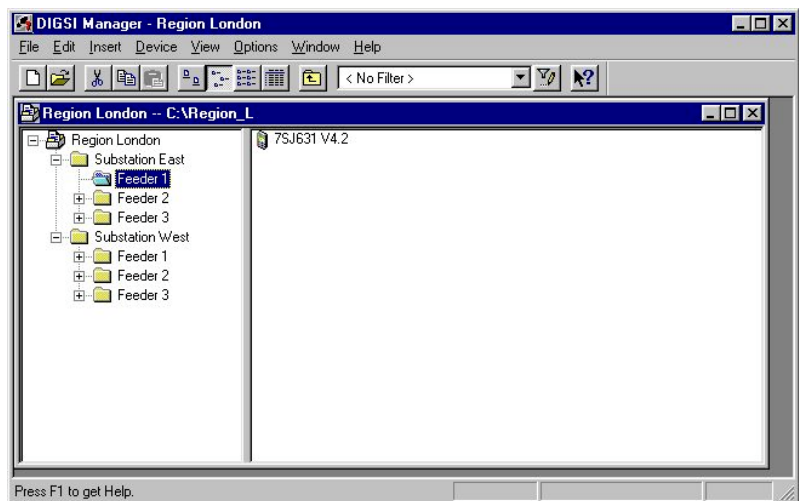 DIGSI Manager - Region London
File Edit Insert Device View Options Window Help
< No Filter >
Region London -- C:\Region_L
Region London
Substation East
Feeder 1
Feeder 2
Feeder 3
Substation West
Feeder 1
Feeder 2
Feeder 3
7SJ631 V4.2
Press F1 to get Help.